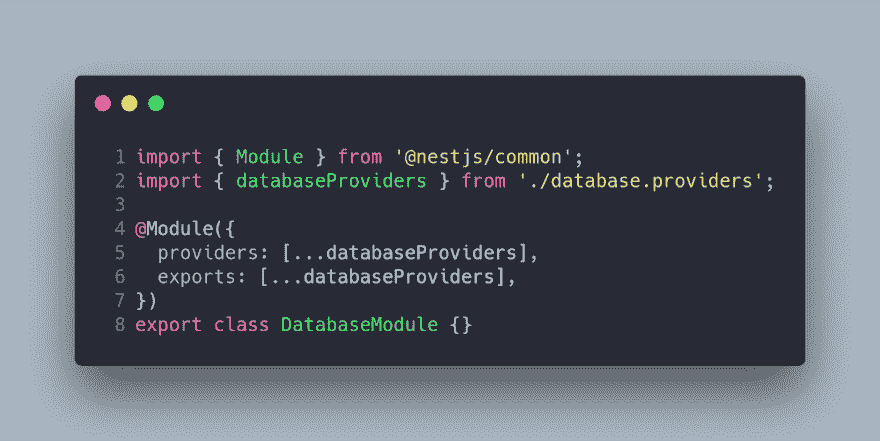 1 import { Module } from '@nestjs/common';
2 import { databaseProviders } from './database.providers';
3
4 @Module({
5   providers: [...databaseProviders],
6   exports: [...databaseProviders],
7 })
8 export class DatabaseModule {}